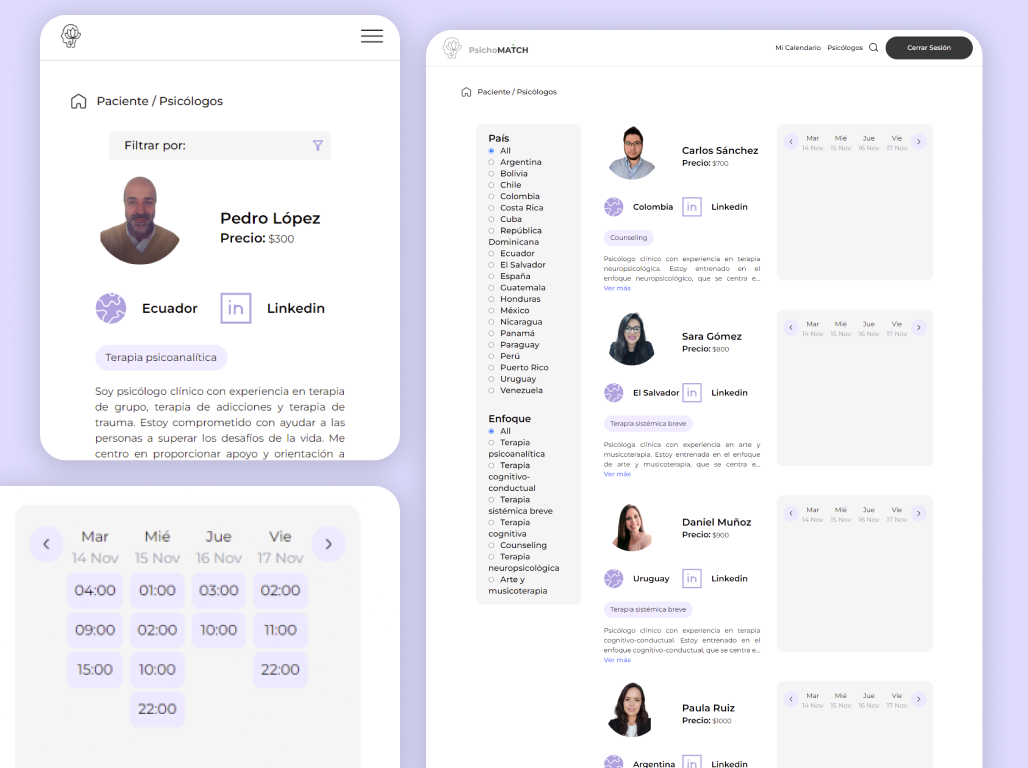 Paciente / Psicólogos
Filtrar por:
Pedro López
Precio: $300
Ecuador
in
Linkedin
Terapia psicoanalítica
Soy psicólogo clínico con experiencia en terapia
de grupo, terapia de adicciones y terapia de
trauma. Estoy comprometido con ayudar a las
personas a superar los desafíos de la vida. Me
centro en proporcionar apoyo y orientación a
Mar Mié Jue Vie
14 Nov 15 Nov 16 Nov 17 Nov
04:00 01:00 03:00 02:00
09:00 02:00 10:00 11:00
15:00 10:00 22:00
22:00
PsichoMATCH
Mi Calendario Psicólogos Cerrar Sesión
Paciente / Psicólogos
País
All
Argentina
Bolivia
Chile
Colombia
Costa Rica
Cuba
República
Dominicana
Ecuador
El Salvador
España
Guatemala
Honduras
México
Nicaragua
Panamá
Paraguay
Perú
Puerto Rico
Uruguay
Venezuela
Enfoque
All
Terapia
psicoanalítica
Terapia
cognitivo-
conductual
Terapia
sistémica breve
Terapia
cognitiva
Counseling
Terapia
neuropsicológica
Arte y
musicoterapia
Carlos Sánchez
Precio: $700
Colombia
in
Linkedin
Counseling
Psicólogo clínico con experiencia en terapia
neuropsicológica. Estoy entrenado en el
enfoque neuropsicológico, que se centra e...
Ver más
Mar Mié Jue Vie
14 Nov 15 Nov 16 Nov 17 Nov
Sara Gómez
Precio: $800
El Salvador
in
Linkedin
Terapia sistémica breve
Psicóloga clínica con experiencia en arte y
musicoterapia. Estoy entrenada en el enfoque
de arte y musicoterapia, que se centra e...
Ver más
Mar Mié Jue Vie
14 Nov 15 Nov 16 Nov 17 Nov
Daniel Muñoz
Precio: $900
Uruguay
in
Linkedin
Terapia sistémica breve
Psicólogo clínico con experiencia en terapia
cognitivo-conductual. Estoy entrenado en el
enfoque cognitivo-conductual, que se centra e...
Ver más
Mar Mié Jue Vie
14 Nov 15 Nov 16 Nov 17 Nov
Paula Ruiz
Precio: $1000
Argentina
in
Linkedin
Mar Mié Jue Vie
14 Nov 15 Nov 16 Nov 17 Nov